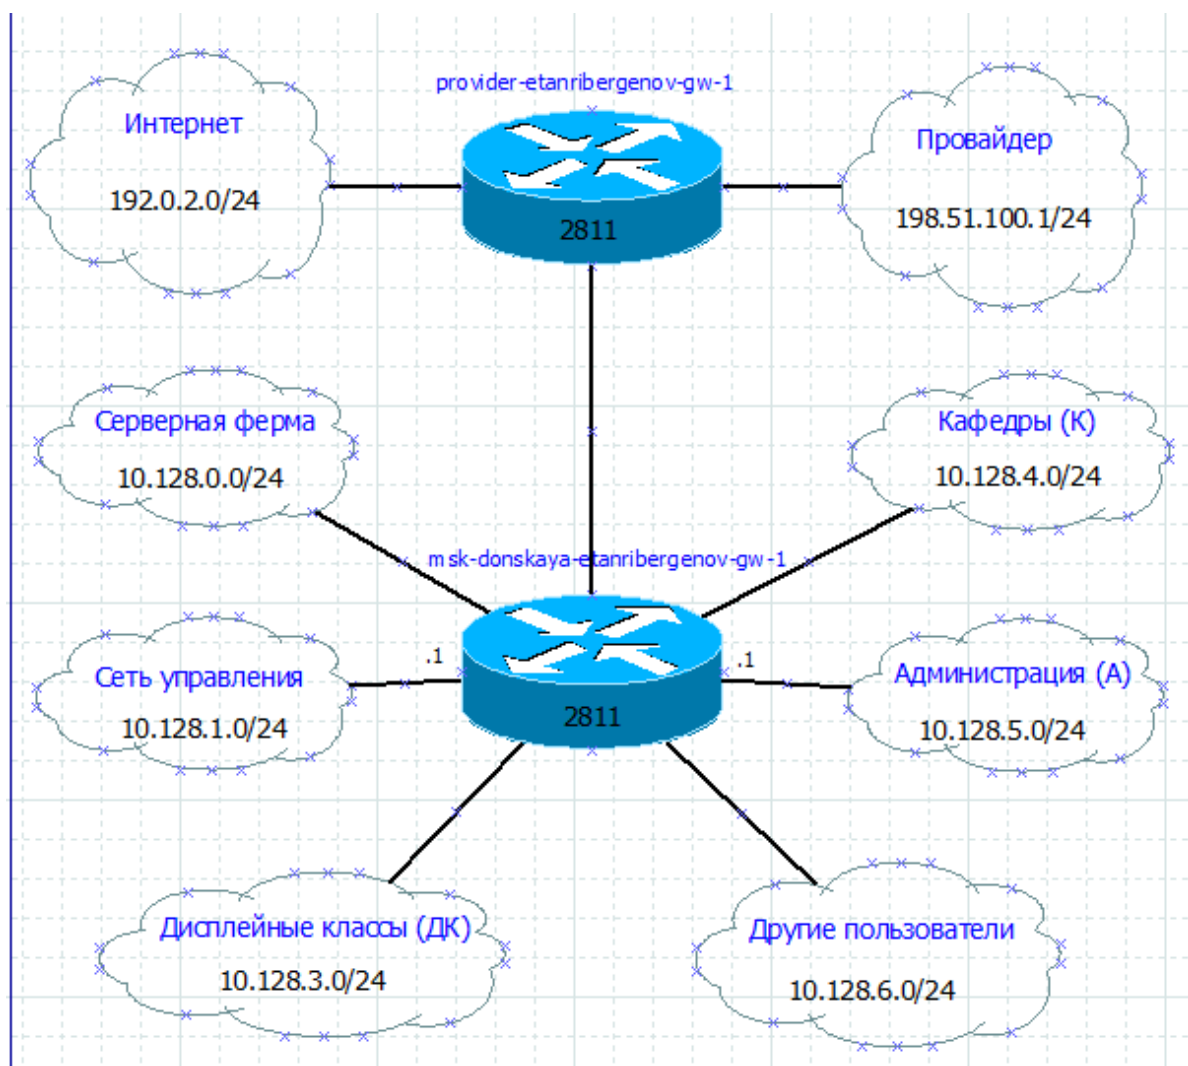 provider-etanribergenov-gw-1
Интернет
192.0.2.0/24
2811
Провайдер
198.51.100.1/24
Серверная ферма
10.128.0.0/24
Кафедры (К)
10.128.4.0/24
msk-donskaya-etanribergenov-gw-1
.1
.1
2811
Сеть управления
10.128.1.0/24
Администрация (А)
10.128.5.0/24
Дисплейные классы (ДК)
10.128.3.0/24
Другие пользователи
10.128.6.0/24